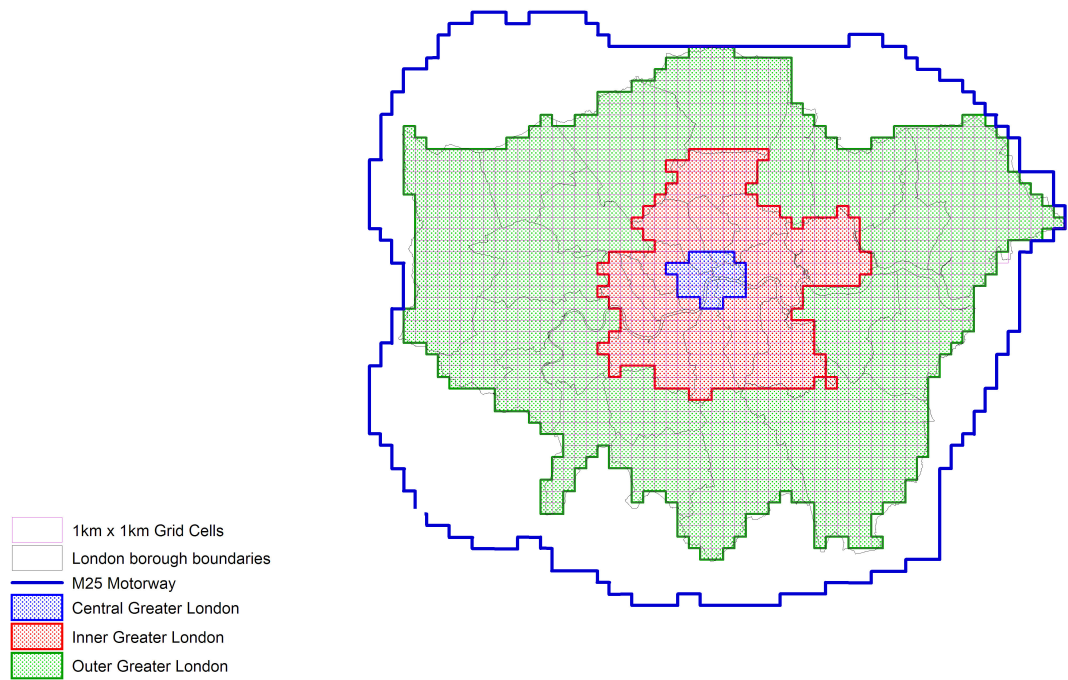 1km x 1km Grid Cells
London borough boundaries
M25 Motorway
Central Greater London
Inner Greater London
Outer Greater London